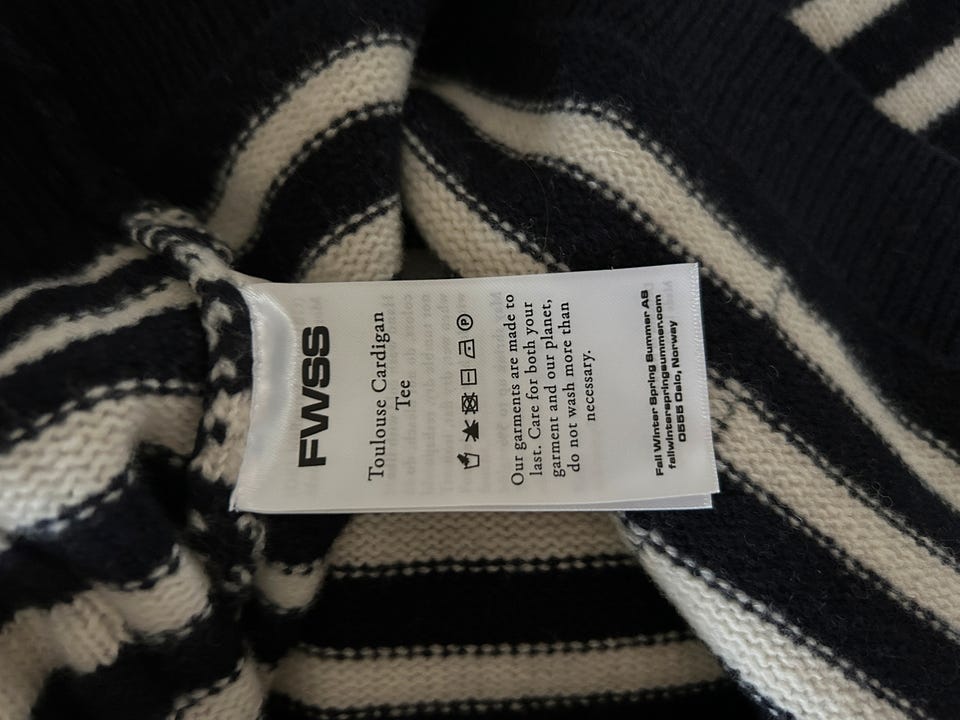 FWSS
Toulouse Cardigan
Tee
Our garments are made to
last. Care for both your
garment and our planet,
do not wash more than
necessary.
Fall Winter Spring Summer AS
fallwinterspringsummer.com
0555 Oslo, Norway